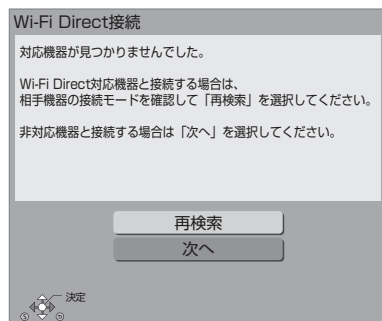 Wi-Fi Direct接続
対応機器が見つかりませんでした。
Wi-Fi Direct対応機器と接続する場合は、
相手機器の接続モードを確認して「再検索」を選択してください。
非対応機器と接続する場合は「次へ」を選択してください。
再検索
次へ
決定
S
D